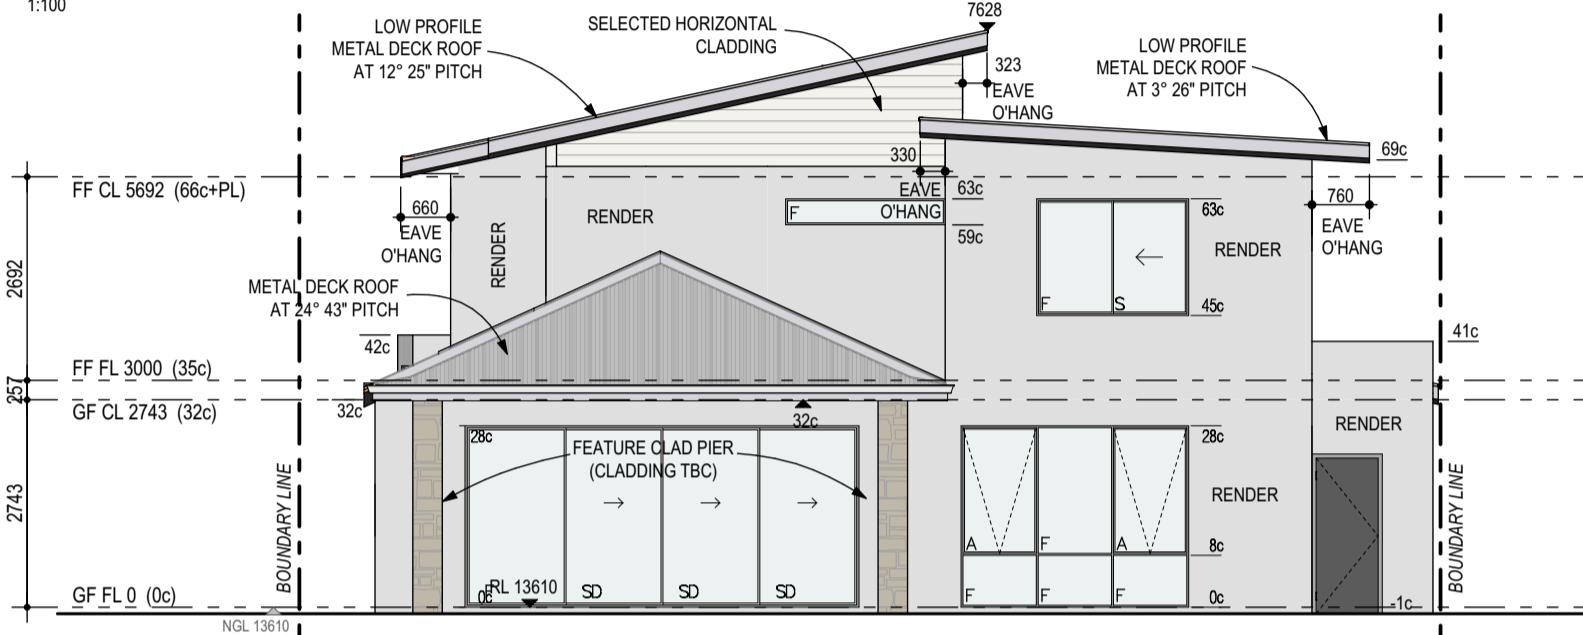 1:100
7628
LOW PROFILE
METAL DECK ROOF
AT 12° 25" PITCH
SELECTED HORIZONTAL
CLADDING
323
EAVE
O'HANG
LOW PROFILE
METAL DECK ROOF
AT 3° 26" PITCH
69c
330
EAVE
O'HANG
63c
59c
FF CL 5692 (66c+PL)
660
EAVE
O'HANG
RENDER
RENDER
F
63c
RENDER
760
EAVE
O'HANG
F
S
45c
2692
METAL DECK ROOF
AT 24° 43" PITCH
42c
41c
FF FL 3000 (35c)
257
GF CL 2743 (32c)
32c
32c
28c
FEATURE CLAD PIER
(CLADDING TBC)
28c
RENDER
RENDER
2743
BOUNDARY LINE
BOUNDARY LINE
A
F
A
8c
GF FL 0 (0c)
0c
RL 13610
SD
SD
SD
F
F
F
0c
-1c
NGL 13610